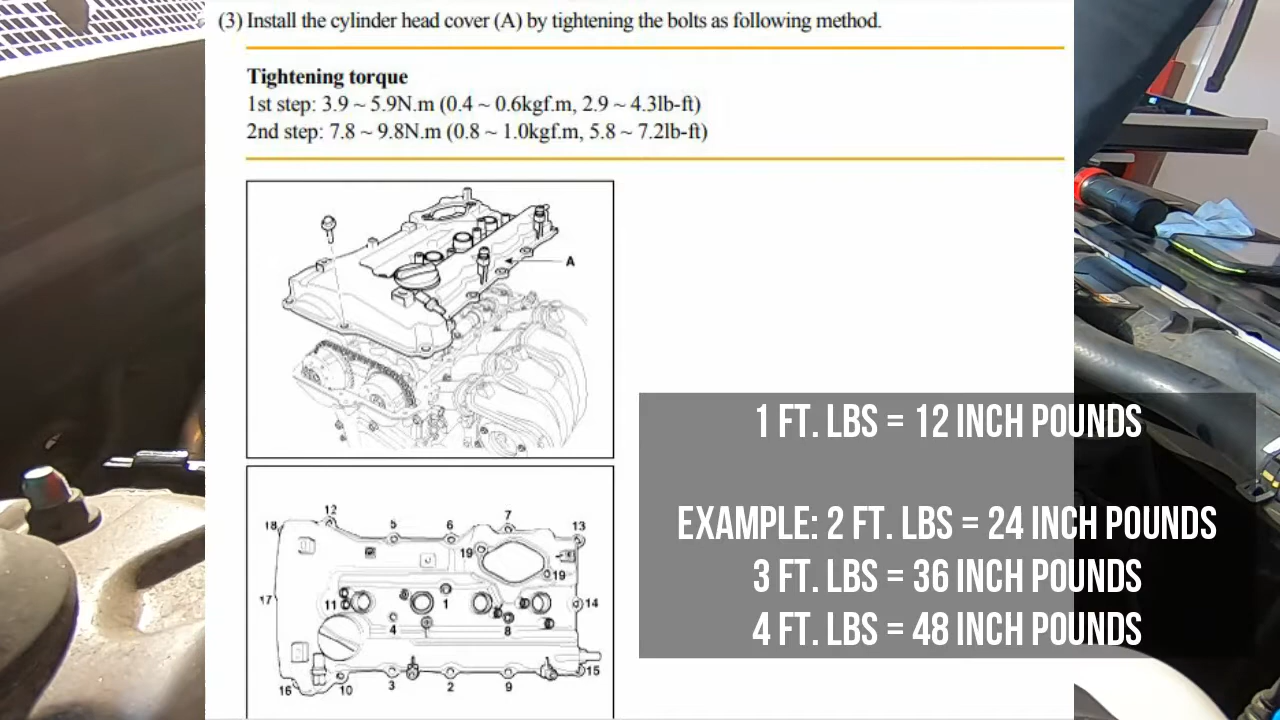 (3) Install the cylinder head cover (A) by tightening the bolts as following method.
Tightening torque
1st step: 3.9 ~ 5.9N.m (0.4 ~ 0.6kgf.m, 2.9 ~ 4.3lb-ft)
2nd step: 7.8 ~ 9.8N.m (0.8 ~ 1.0kgf.m, 5.8 ~ 7.2lb-ft)
A
1 FT. LBS = 12 INCH POUNDS
EXAMPLE: 2 FT. LBS = 24 INCH POUNDS
3 FT. LBS = 36 INCH POUNDS
4 FT. LBS = 48 INCH POUNDS
18 12 5 6 7 13
19
19
17 11 1 14
4 8
16 10 3 2 9 15